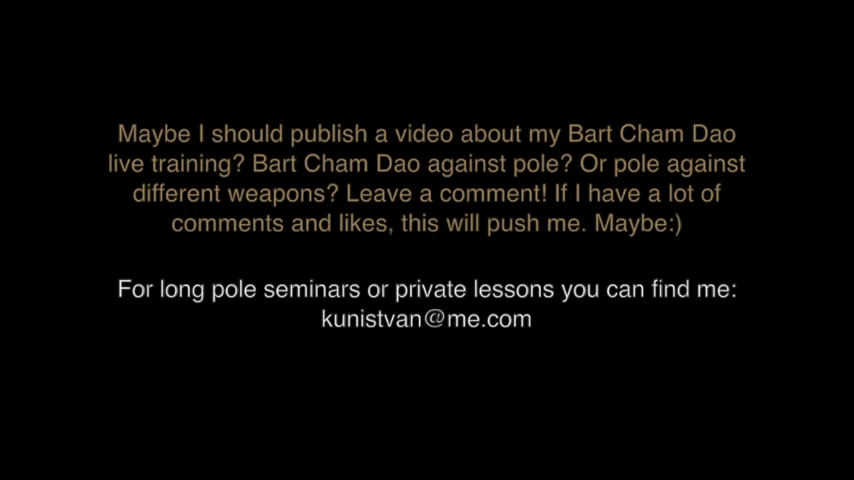 Maybe I should publish a video about my Bart Cham Dao
live training? Bart Cham Dao against pole? Or pole against
different weapons? Leave a comment! If I have a lot of
comments and likes, this will push me. Maybe:)
For long pole seminars or private lessons you can find me:
kunistvan@me.com